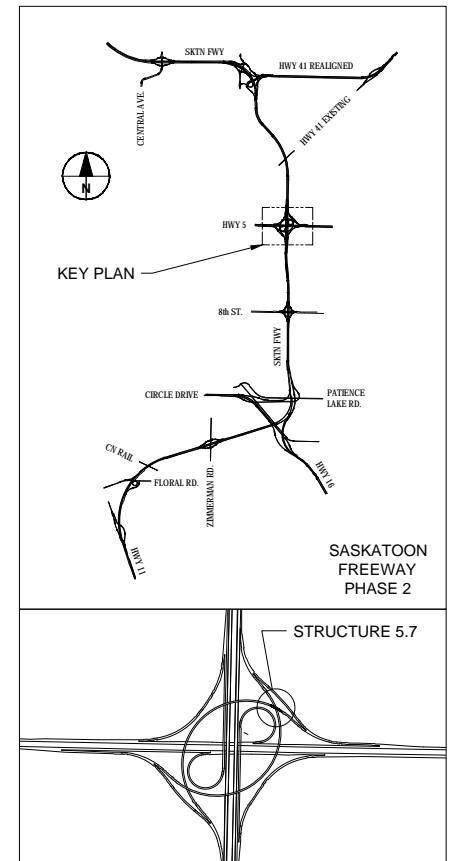 SKTN FWY
HWY 41 REALIGNED
CENTRAL AVE.
HWY 41 EXISTING
N
HWY 5
KEY PLAN
8th ST.
SKTN FWY
CIRCLE DRIVE
PATIENCE
LAKE RD.
CN RAIL
ZIMMERMAN RD.
FLORAL RD.
HWY 16
HWY 11
SASKATOON
FREEWAY
PHASE 2
STRUCTURE 5.7